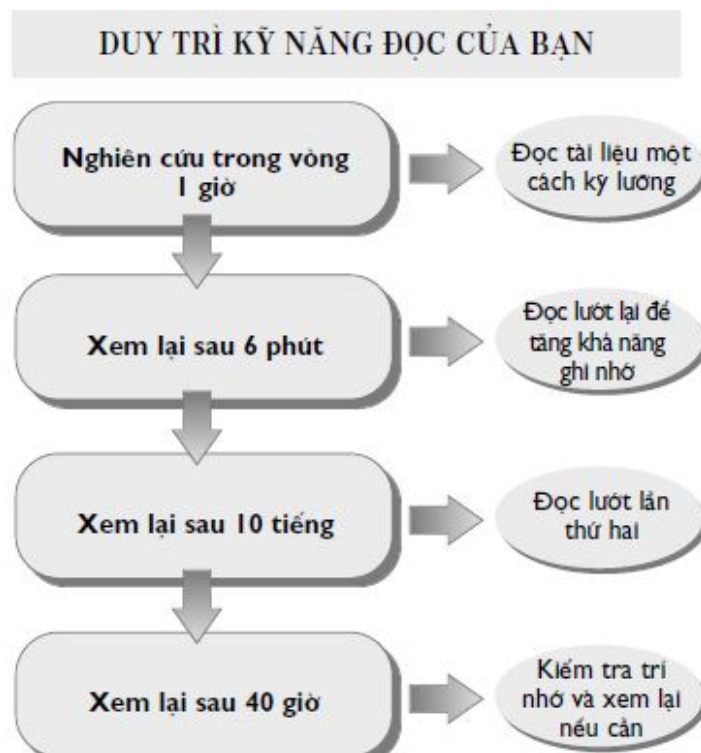 DUY TRÌ KỸ NĂNG ĐỌC CỦA BẠN
Nghiên cứu trong vòng
1 giờ
Đọc tài liệu một
cách kỹ lưỡng
Xem lại sau 6 phút
Đọc lướt lại để
tăng khả năng
ghi nhớ
Xem lại sau 10 tiếng
Đọc lướt lần
thứ hai
Xem lại sau 40 giờ
Kiểm tra trí
nhớ và xem lại
nếu cần